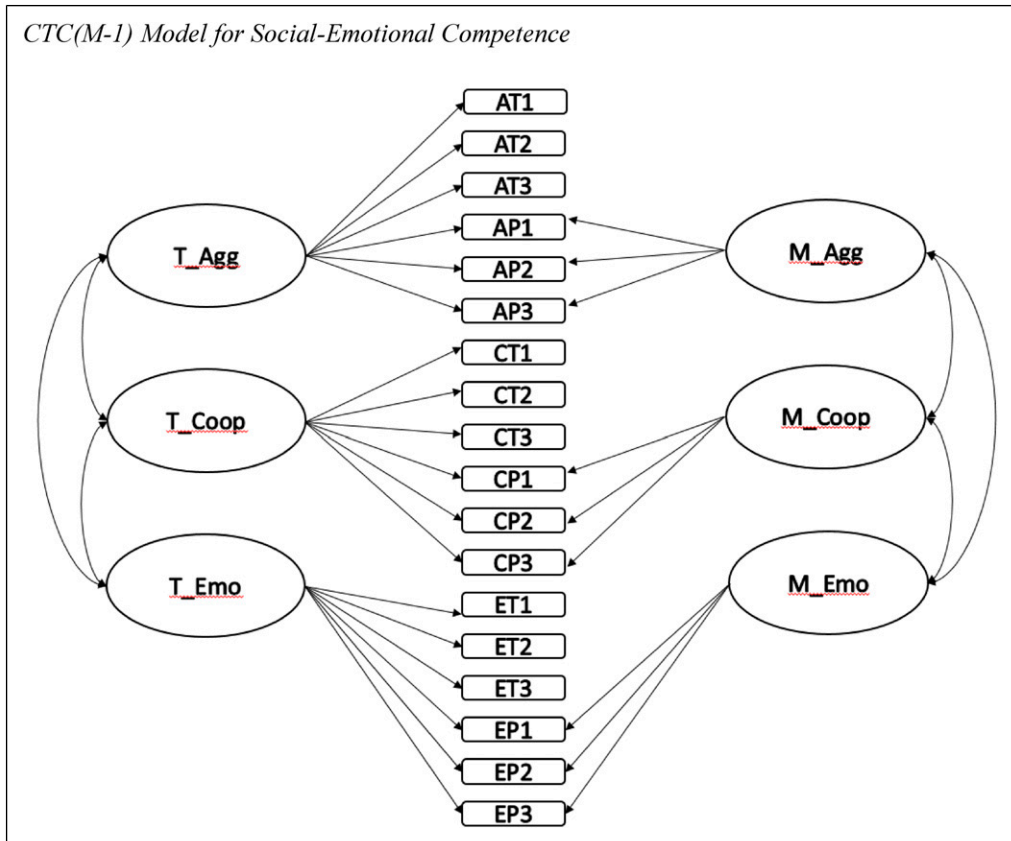 CTC(M-1) Model for Social-Emotional Competence
AT1
AT2
AT3
AP1
T_Agg
M_Agg
AP2
AP3
CT1
CT2
T_Coop
M_Coop
CT3
CP1
CP2
CP3
T_Emo
M_Emo
ET1
ET2
ET3
EP1
EP2
EP3